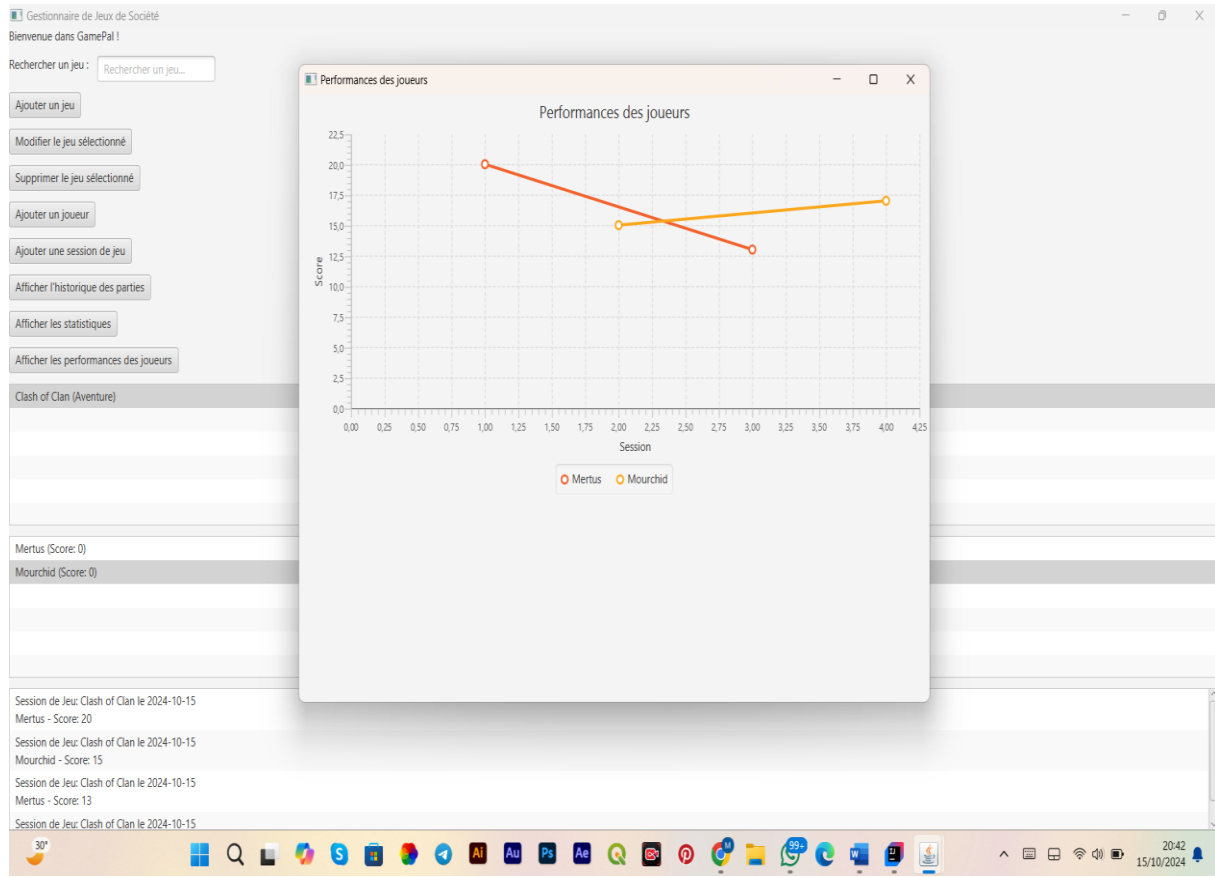 Gestionnaire de Jeux de Société
Bienvenue dans GamePal !
Rechercher un jeu :
Rechercher un jeu...
Ajouter un jeu
Modifier le jeu sélectionné
Supprimer le jeu sélectionné
Ajouter un joueur
Ajouter une session de jeu
Afficher l'historique des parties
Afficher les statistiques
Afficher les performances des joueurs
Clash of Clan (Aventure)
Mertus (Score: 0)
Mourchid (Score: 0)
Session de Jeu: Clash of Clan le 2024-10-15
Mertus - Score: 20
Session de Jeu: Clash of Clan le 2024-10-15
Mourchid - Score: 15
Session de Jeu: Clash of Clan le 2024-10-15
Mertus - Score: 13
Session de Jeu: Clash of Clan le 2024-10-15
Performances des joueurs
Performances des joueurs
22,5
20,0
17,5
15,0
12,5
10,0
7,5
5,0
2,5
0,0
Score
0,00 0,25 0,50 0,75 1,00 1,25 1,50 1,75 2,00 2,25 2,50 2,75 3,00 3,25 3,50 3,75 4,00 4,25
Session
Mertus Mourchid
30°
S
Ai
Au
Ps
Ae
M
99+
W
20:42
15/10/2024